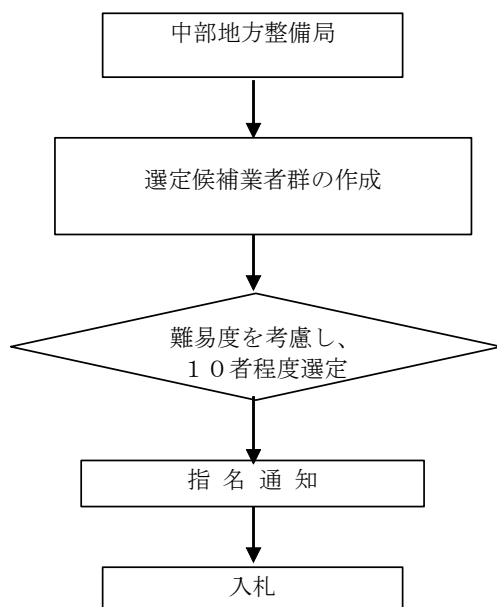 中部地方整備局
選定候補業者群の作成
難易度を考慮し、
１０者程度選定
指 名 通 知
入札